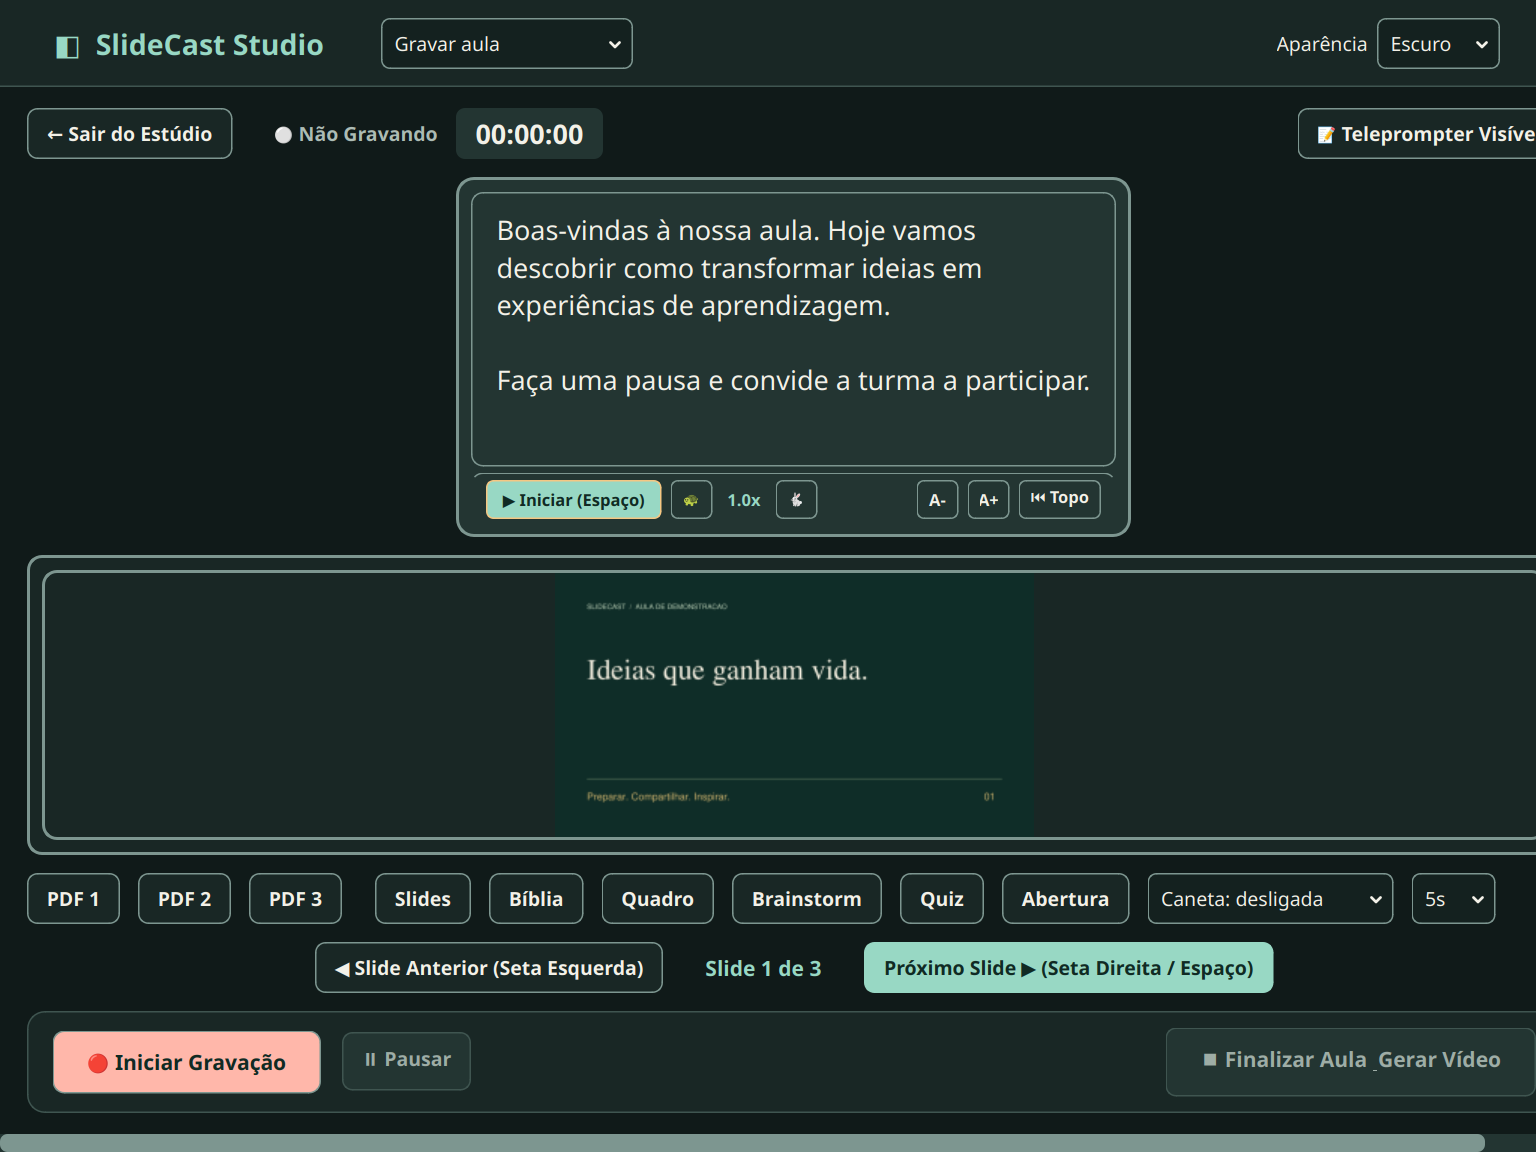 SlideCast Studio
Gravar aula
Aparência
Escuro
← Sair do Estúdio
Não Gravando
00:00:00
Teleprompter Visíve
Boas-vindas à nossa aula. Hoje vamos
descobrir como transformar ideias em
experiências de aprendizagem.
Faça uma pausa e convide a turma a participar.
▶ Iniciar (Espaço)
1.0x
A-
A+
⏮ Topo
SLIDECAST / AULA DE DEMONSTRACAO
Ideias que ganham vida.
Preparar. Compartilhar. Inspirar.
01
PDF 1
PDF 2
PDF 3
Slides
Bíblia
Quadro
Brainstorm
Quiz
Abertura
Caneta: desligada
5s
◀ Slide Anterior (Seta Esquerda)
Slide 1 de 3
Próximo Slide ▶ (Seta Direita / Espaço)
Iniciar Gravação
⏸ Pausar
⏹ Finalizar Aula _Gerar Vídeo